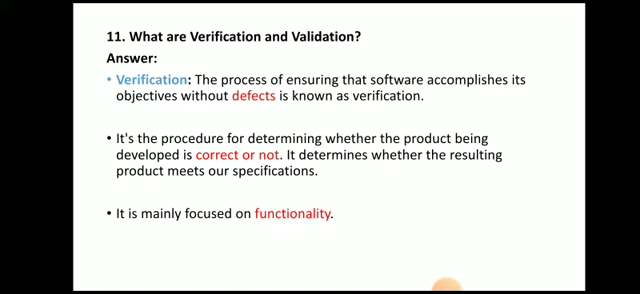 11. What are Verification and Validation?
Answer:
• Verification: The process of ensuring that software accomplishes its
objectives without defects is known as verification.
• It's the procedure for determining whether the product being
developed is correct or not. It determines whether the resulting
product meets our specifications.
• It is mainly focused on functionality.